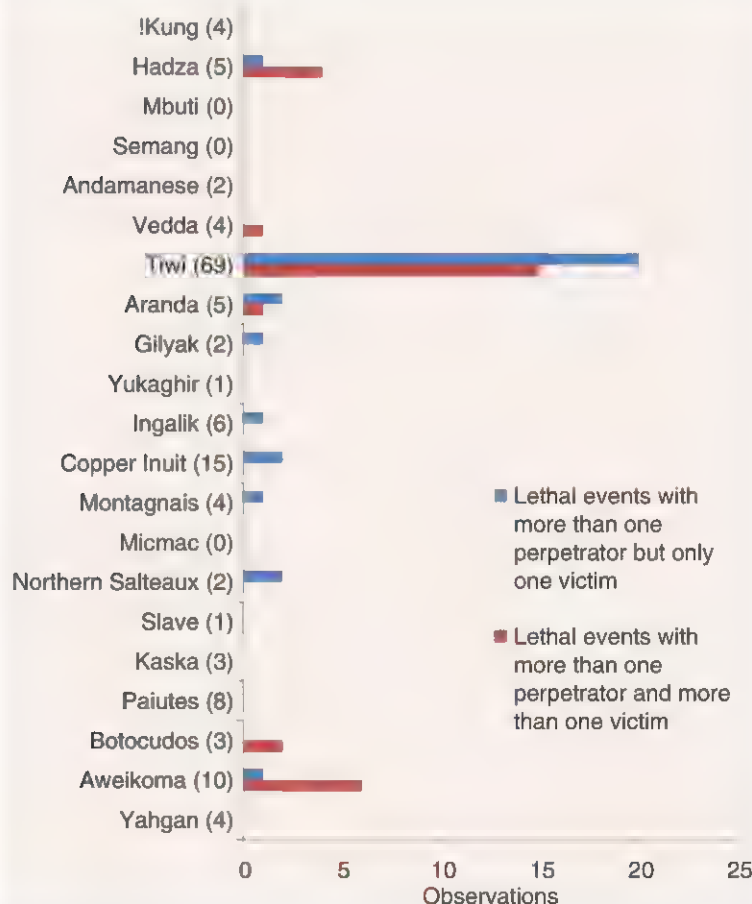 !Kung (4)
Hadza (5)
Mbuti (0)
Semang (0)
Andamanese (2)
Vedda (4)
Tiwi (69)
Aranda (5)
Gilyak (2)
Yukaghir (1)
Ingalik (6)
Copper Inuit (15)
Montagnais (4)
Micmac (0)
Northern Salteaux (2)
Slave (1)
Kaska (3)
Paiutes (8)
Botocudos (3)
Aweikoma (10)
Yahgan (4)
Lethal events with
more than one
perpetrator but only
one victim
Lethal events with
more than one
perpetrator and more
than one victim
0 5 10 15 20 25
Observations